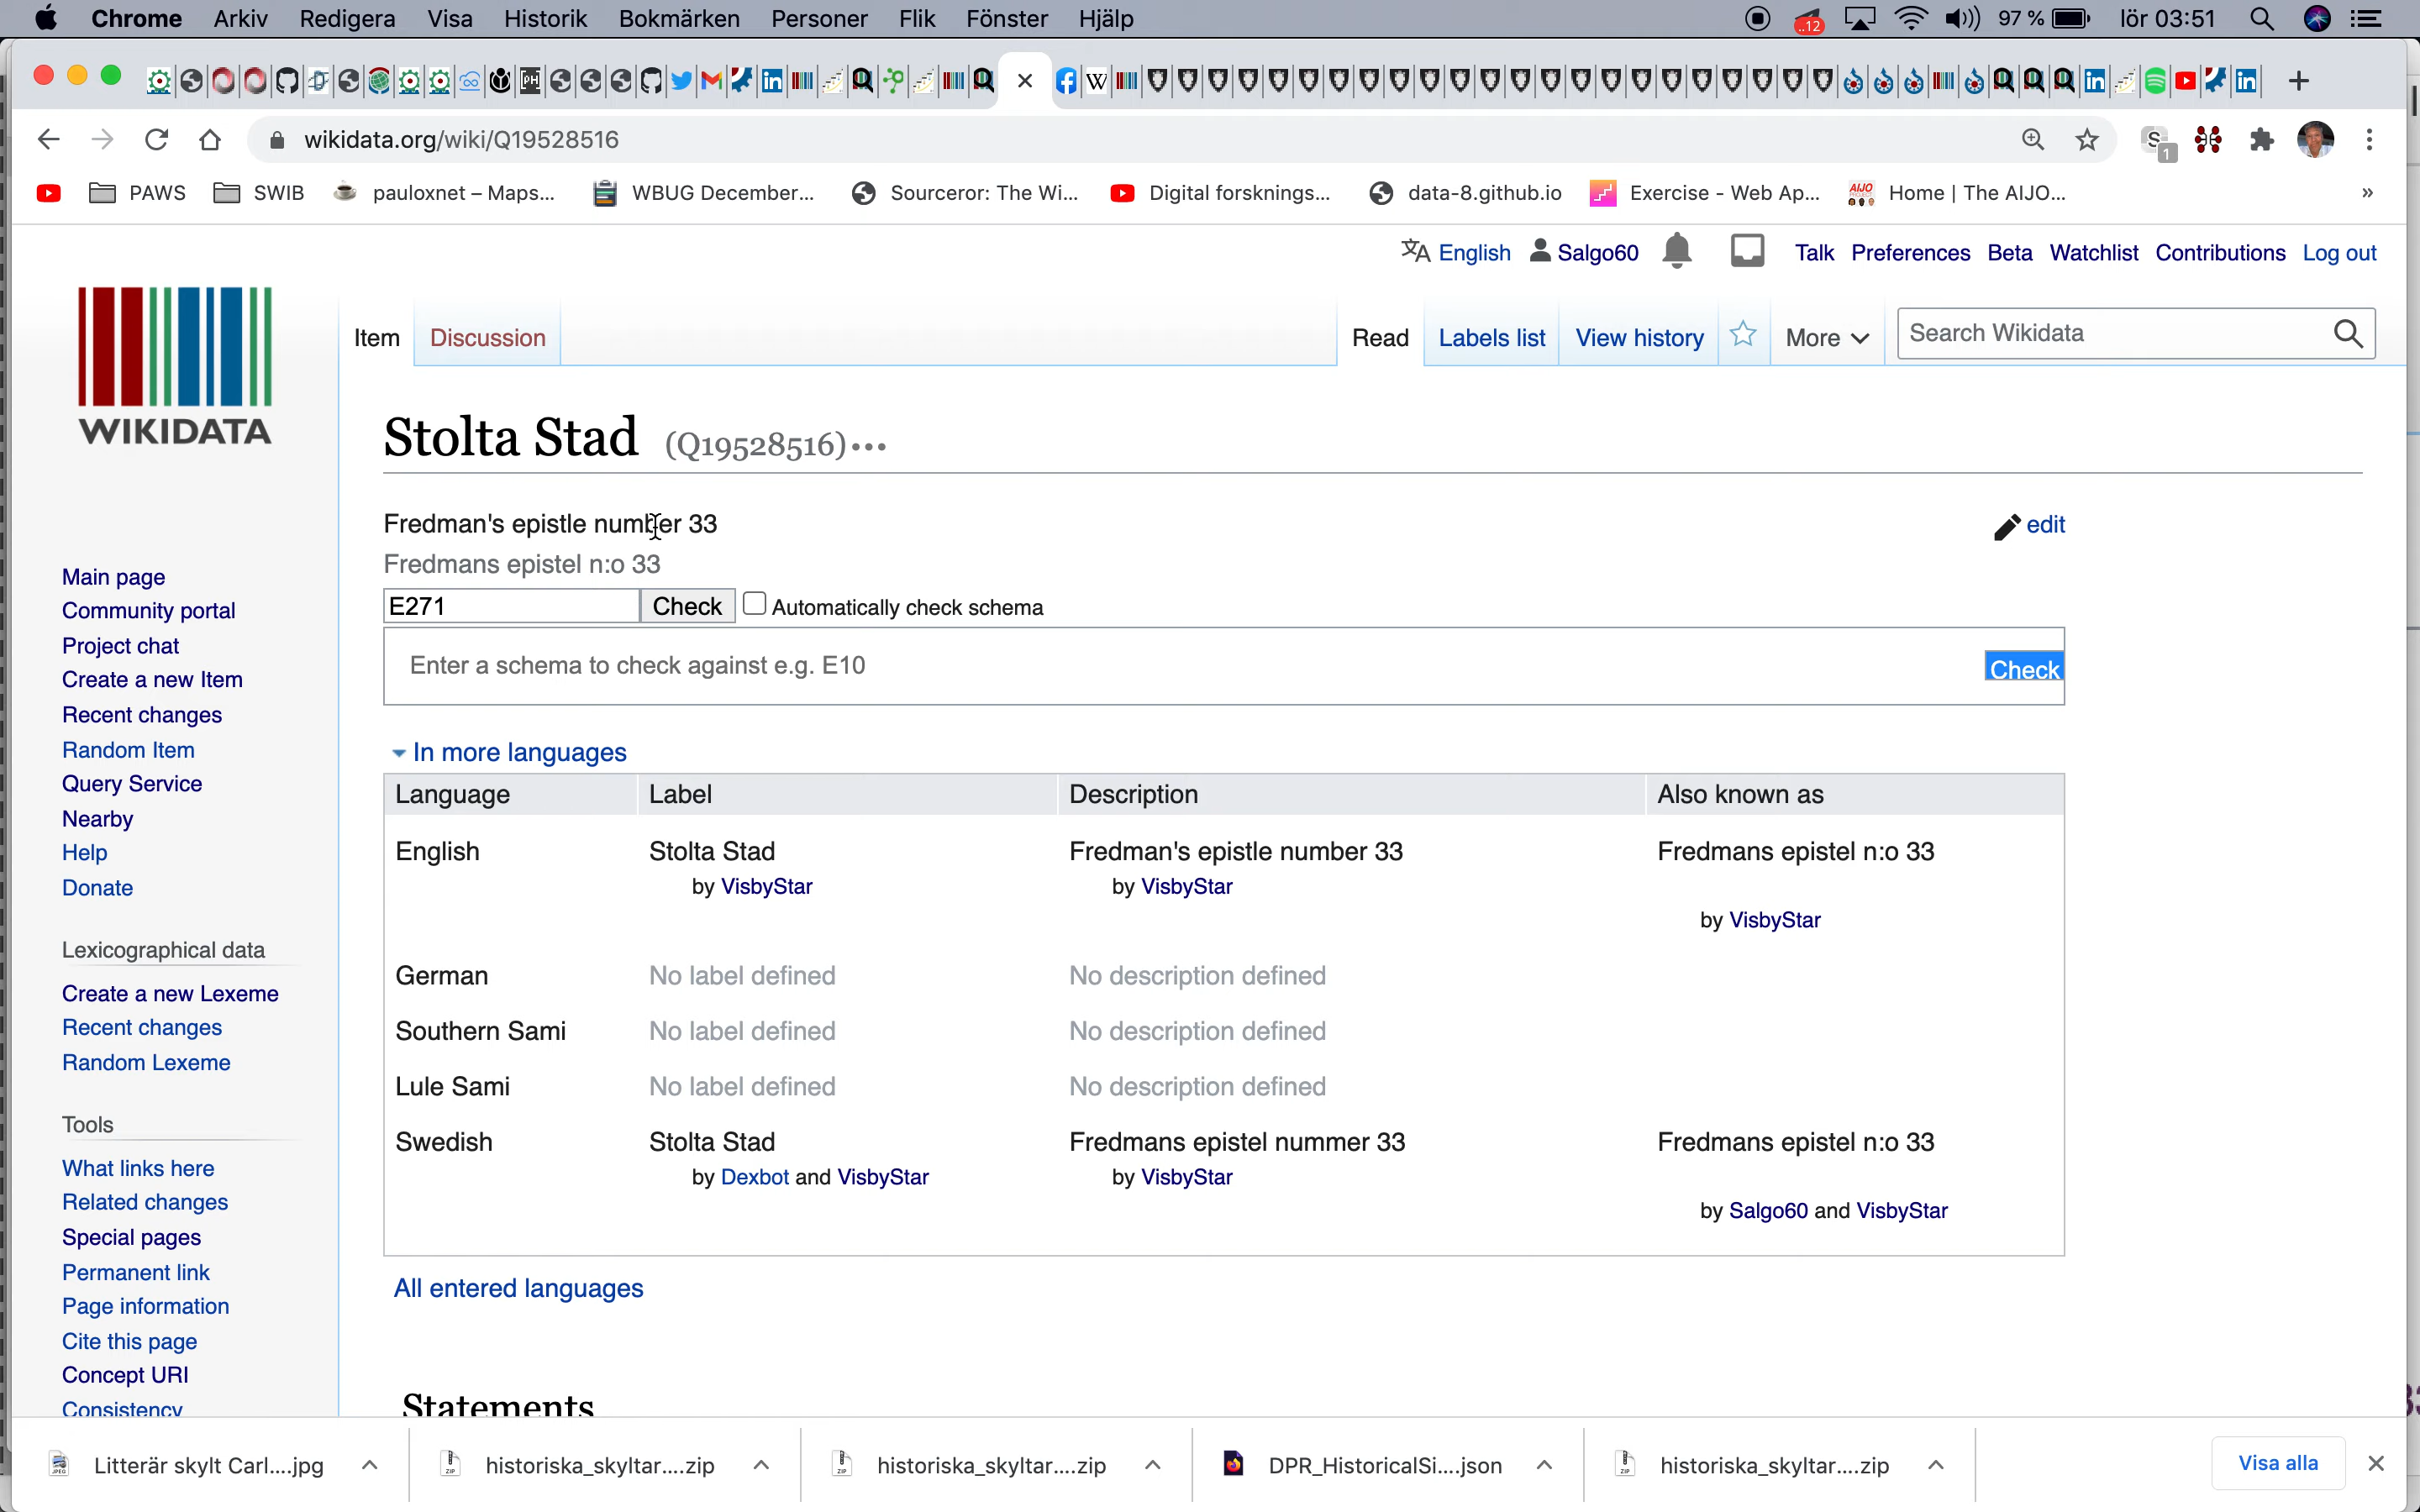 Chrome Arkiv Redigera Visa Historik Bokmärken Personer Flik Fönster Hjälp ..12 97 % lör 03:51
wikidata.org/wiki/Q19528516 S 1
PAWS SWIB pauloxnet – Maps... WBUG December... Sourceror: The Wi... Digital forsknings... data-8.github.io Exercise - Web Ap... AIJO Home | The AIJO... »
English Salgo60 Talk Preferences Beta Watchlist Contributions Log out
WIKIDATA
Item Discussion Read Labels list View history More Search Wikidata
Stolta Stad (Q19528516)
Fredman's epistle number 33 edit
Fredmans epistel n:o 33
E271 Check Automatically check schema
Enter a schema to check against e.g. E10 Check
In more languages
Language Label Description Also known as
English Stolta Stad Fredman's epistle number 33 Fredmans epistel n:o 33
by VisbyStar by VisbyStar
by VisbyStar
German No label defined No description defined
Southern Sami No label defined No description defined
Lule Sami No label defined No description defined
Swedish Stolta Stad Fredmans epistel nummer 33 Fredmans epistel n:o 33
by Dexbot and VisbyStar by VisbyStar
by Salgo60 and VisbyStar
All entered languages
Statements
Main page
Community portal
Project chat
Create a new Item
Recent changes
Random Item
Query Service
Nearby
Help
Donate
Lexicographical data
Create a new Lexeme
Recent changes
Random Lexeme
Tools
What links here
Related changes
Special pages
Permanent link
Page information
Cite this page
Concept URI
Consistency
Litterär skylt Carl....jpg historiska_skyltar....zip historiska_skyltar....zip DPR_HistoricalSi....json historiska_skyltar....zip Visa alla